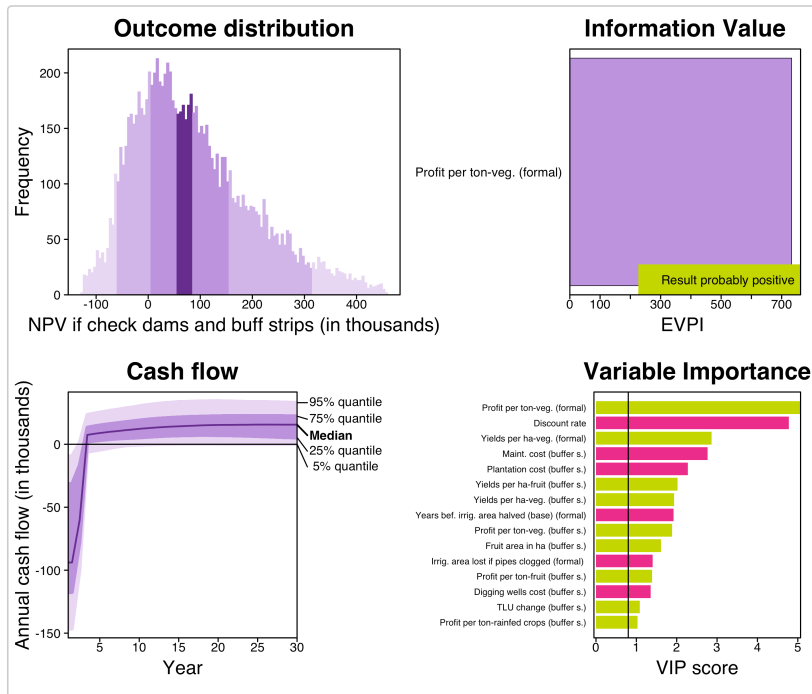 Outcome distribution
Frequency
200
150
100
50
0
-100
0
100
200
300
400
NPV if check dams and buff strips (in thousands)
Information Value
Profit per ton-veg. (formal)
Result probably positive
0
100
300
500
700
EVPI
Cash flow
Annual cash flow (in thousands)
0
-50
-100
-150
95% quantile
75% quantile
Median
25% quantile
5% quantile
5
10
15
20
25
30
Year
Variable Importance
Profit per ton-veg. (formal)
Discount rate
Yields per ha-veg. (formal)
Maint. cost (buffer s.)
Plantation cost (buffer s.)
Yields per ha-fruit (buffer s.)
Yields per ha-veg. (buffer s.)
Years bef. irrig. area halved (base) (formal)
Profit per ton-veg. (buffer s.)
Fruit area in ha (buffer s.)
Irrig. area lost if pipes clogged (formal)
Profit per ton-fruit (buffer s.)
Digging wells cost (buffer s.)
TLU change (buffer s.)
Profit per ton-rainfed crops (buffer s.)
0
1
2
3
4
5
VIP score